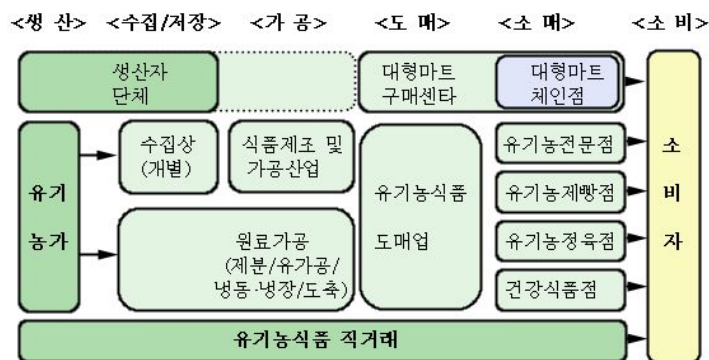 <생 산> <수집/저장> <가 공> <도 매> <소 매> <소 비>
생산자
단체
대형마트
구매센타
대형마트
체인점
유기
농가
수집상
(개별)
식품제조 및
가공산업
원료가공
(제분/유가공/
냉동·냉장/도축)
유기농식품
도매업
유기농전문점
유기농제빵점
유기농정육점
건강식품점
소
비
자
유기농식품 직거래